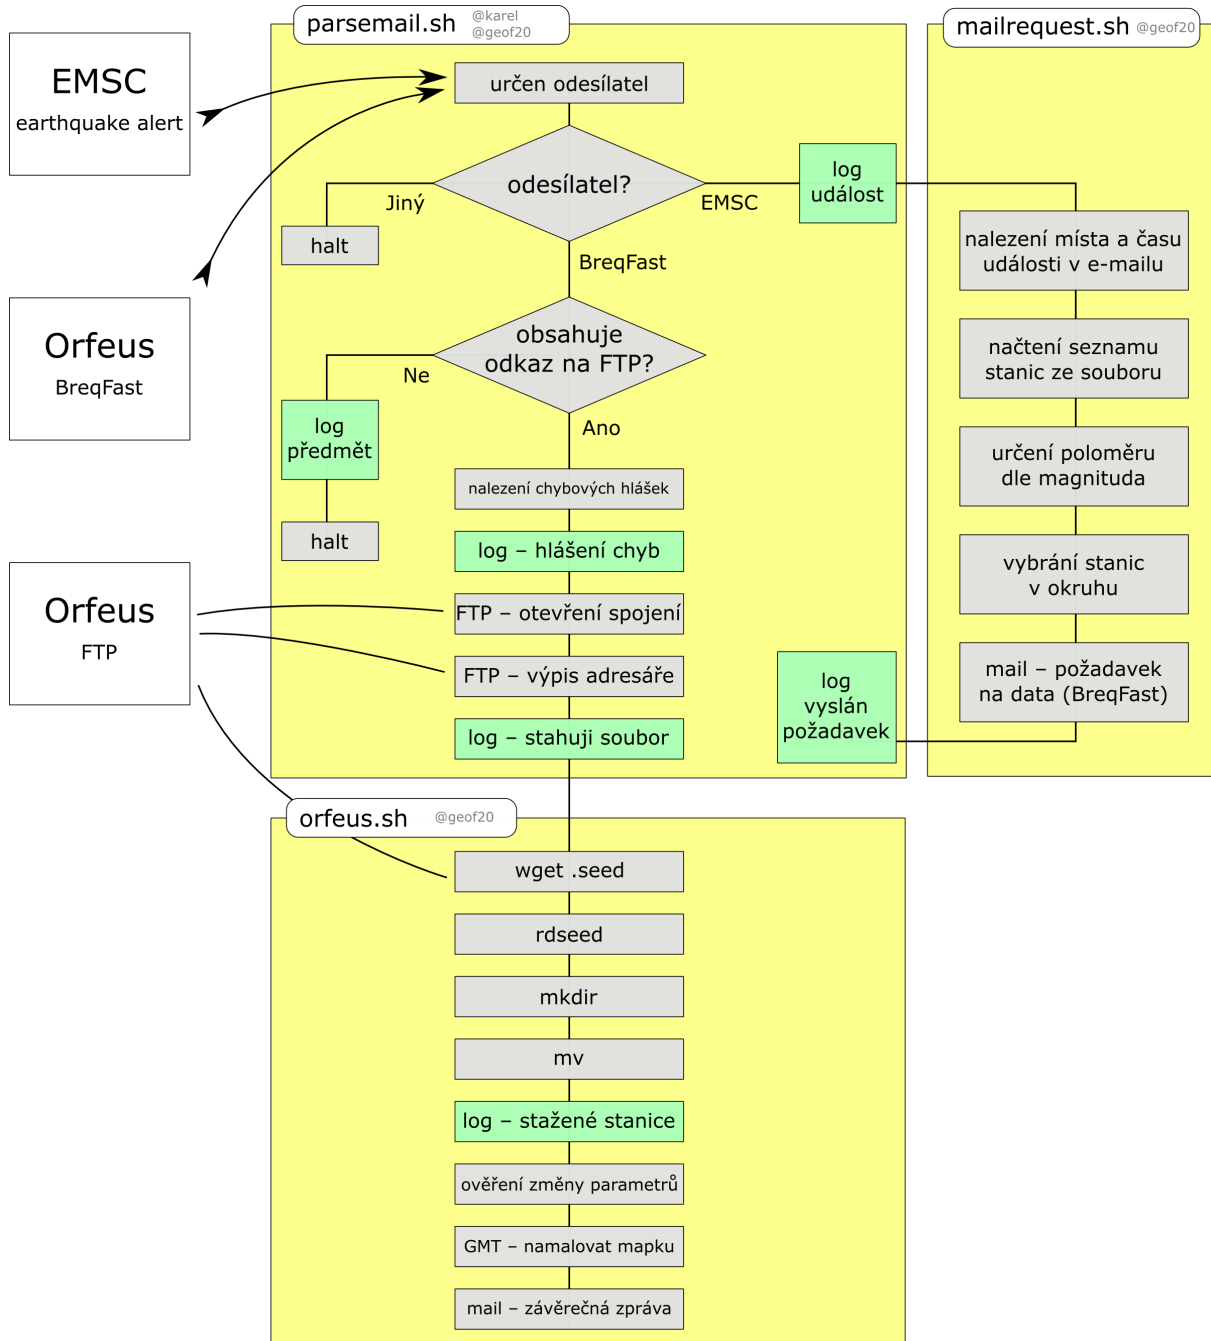 parsemail.sh
@karel
@geof20
mailrequest.sh @geof20
EMSC
earthquake alert
určen odesílatel
odesílatel?
Jiný
EMSC
BreqFast
halt
log
událost
nalezení místa a času
události v e-mailu
Orfeus
BreqFast
obsahuje
odkaz na FTP?
Ne
Ano
načtení seznamu
stanic ze souboru
log
předmět
halt
určení poloměru
dle magnituda
nalezení chybových hlášek
log – hlášení chyb
vybrání stanic
v okruhu
Orfeus
FTP
FTP – otevření spojení
FTP – výpis adresáře
log – stahuji soubor
log
vyslán
požadavek
mail – požadavek
na data (BreqFast)
orfeus.sh @geof20
wget .seed
rdseed
mkdir
mv
log – stažené stanice
ověření změny parametrů
GMT – namalovat mapku
mail – závěrečná zpráva